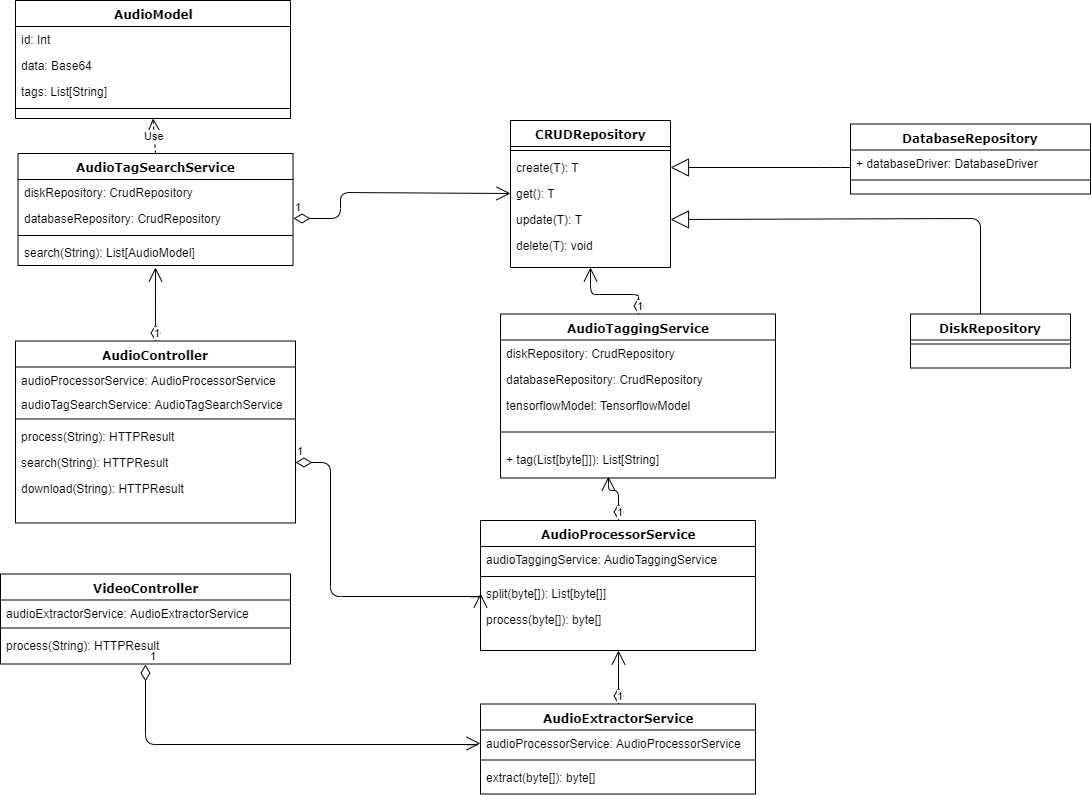 AudioModel
id: Int
data: Base64
tags: List[String]
Use
AudioTagSearchService
diskRepository: CrudRepository
databaseRepository: CrudRepository
search(String): List[AudioModel]
1
CRUDRepository
create(T): T
get(): T
update(T): T
delete(T): void
DatabaseRepository
+ databaseDriver: DatabaseDriver
DiskRepository
1
AudioTaggingService
diskRepository: CrudRepository
databaseRepository: CrudRepository
tensorflowModel: TensorflowModel
+ tag(List[byte[]]): List[String]
1
AudioController
audioProcessorService: AudioProcessorService
audioTagSearchService: AudioTagSearchService
process(String): HTTPResult
search(String): HTTPResult
download(String): HTTPResult
1
1
AudioProcessorService
audioTaggingService: AudioTaggingService
split(byte[]): List[byte[]]
process(byte[]): byte[]
VideoController
audioExtractorService: AudioExtractorService
process(String): HTTPResult
1
1
AudioExtractorService
audioProcessorService: AudioProcessorService
extract(byte[]): byte[]